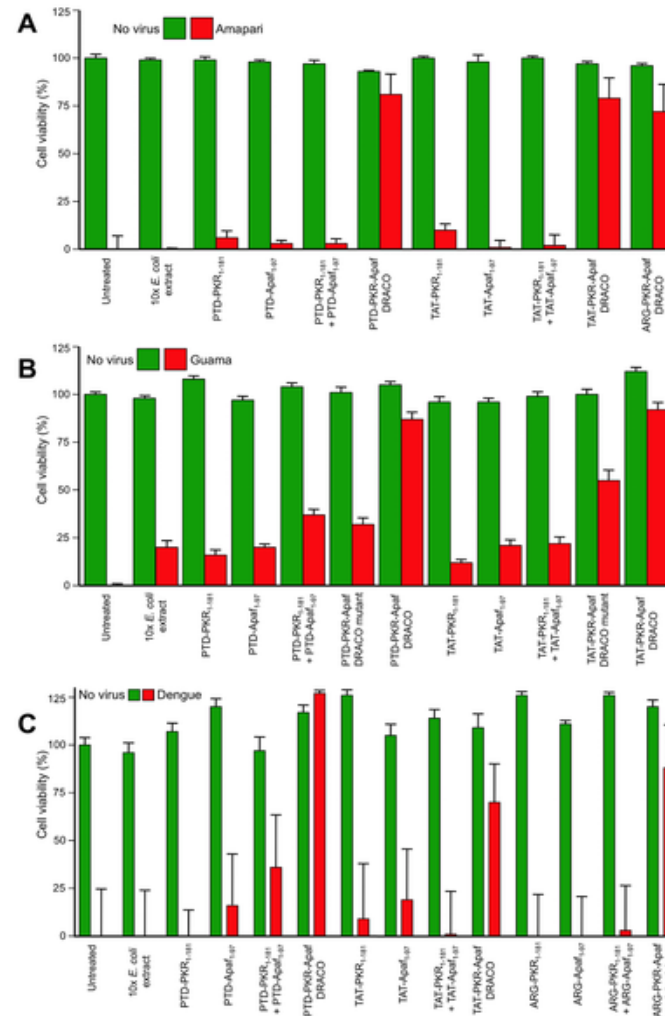 A
No virus Amapari
Cell viability (%)
125
100
75
50
25
0
Untreated
10x E. coli
extract
PTD-PKR1-181
PTD-Apaf1-97
PTD-PKR1-181
+ PTD-Apaf1-97
PTD-PKR-Apaf
DRACO
TAT-PKR1-181
TAT-Apaf1-97
TAT-PKR1-181
+ TAT-Apaf1-97
TAT-PKR-Apaf
DRACO
ARG-PKR-Apaf
DRACO
B
No virus Guama
Cell viability (%)
125
100
75
50
25
0
Untreated
10x E. coli
extract
PTD-PKR1-181
PTD-Apaf1-97
PTD-PKR1-181
+ PTD-Apaf1-97
PTD-PKR-Apaf
DRACO mutant
PTD-PKR-Apaf
DRACO
TAT-PKR1-181
TAT-Apaf1-97
TAT-PKR1-181
+ TAT-Apaf1-97
TAT-PKR-Apaf
DRACO mutant
TAT-PKR-Apaf
DRACO
C
No virus Dengue
Cell viability (%)
125
100
75
50
25
0
Untreated
10x E. coli
extract
PTD-PKR1-181
PTD-Apaf1-97
PTD-PKR1-181
+ PTD-Apaf1-97
PTD-PKR-Apaf
DRACO
TAT-PKR1-181
TAT-Apaf1-97
TAT-PKR1-181
+ TAT-Apaf1-97
TAT-PKR-Apaf
DRACO
ARG-PKR1-181
ARG-Apaf1-97
ARG-PKR1-181
+ ARG-Apaf1-97
ARG-PKR-Apaf